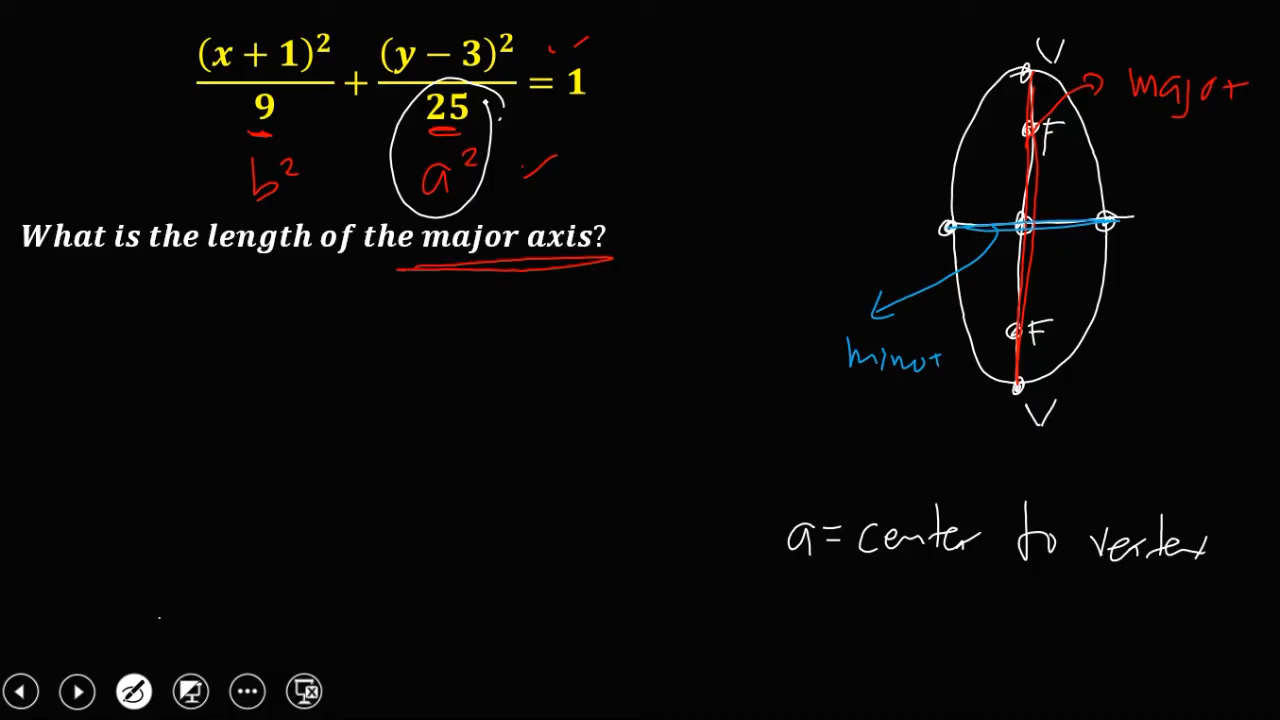 (x + 1)² / 9 + (y − 3)² / 25 = 1
b² a²
What is the length of the major axis?
V
major
F
minor
F
V
a = center to vertex